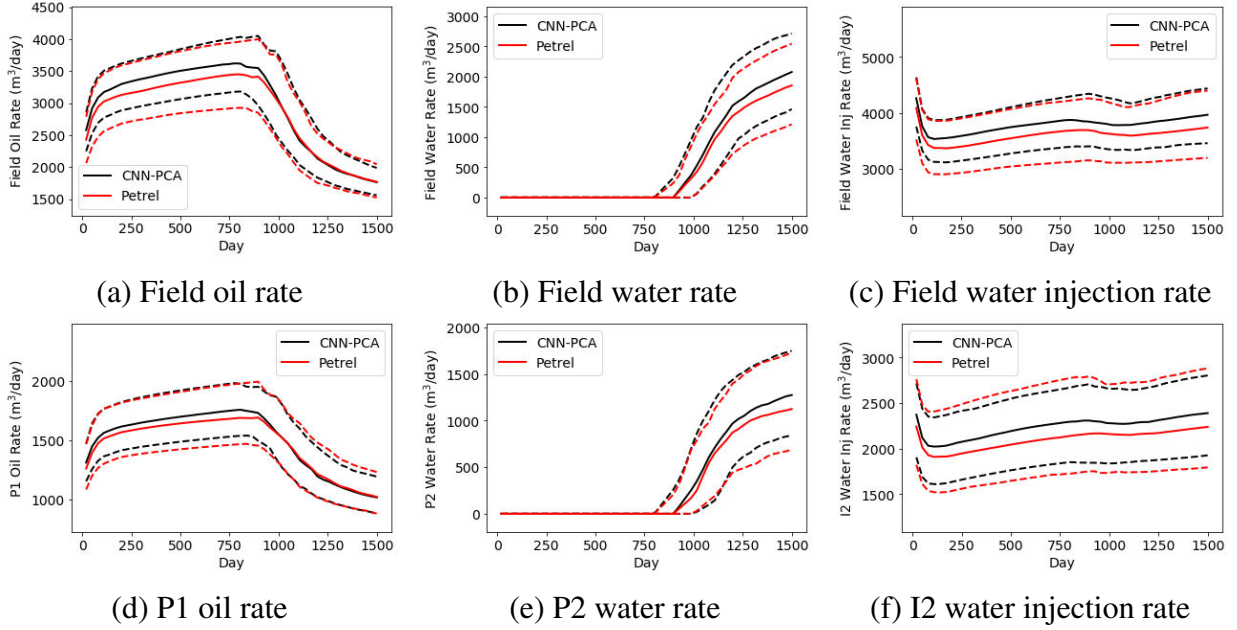 4500
4000
3500
3000
2500
2000
1500
Field Oil Rate (m³/day)
CNN-PCA
Petrel
0 250 500 750 1000 1250 1500
Day
(a) Field oil rate
3000
2500
2000
1500
1000
500
0
Field Water Rate (m³/day)
CNN-PCA
Petrel
0 250 500 750 1000 1250 1500
Day
(b) Field water rate
5000
4000
3000
Field Water Inj Rate (m³/day)
CNN-PCA
Petrel
0 250 500 750 1000 1250 1500
Day
(c) Field water injection rate
2000
1500
1000
P1 Oil Rate (m³/day)
CNN-PCA
Petrel
0 250 500 750 1000 1250 1500
Day
(d) P1 oil rate
2000
1500
1000
500
0
P2 Water Rate (m³/day)
CNN-PCA
Petrel
0 250 500 750 1000 1250 1500
Day
(e) P2 water rate
3000
2500
2000
1500
I2 Water Inj Rate (m³/day)
CNN-PCA
Petrel
0 250 500 750 1000 1250 1500
Day
(f) I2 water injection rate